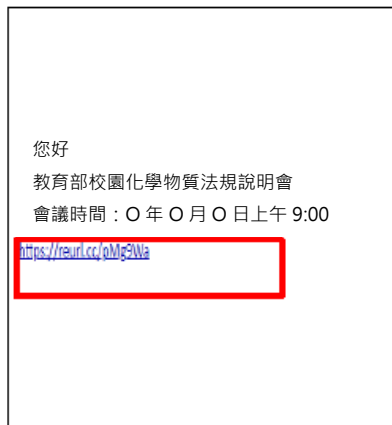 您好
教育部校園化學物質法規說明會
會議時間：O 年 O 月 O 日上午 9:00
https://reurl.cc/pMg9Wa